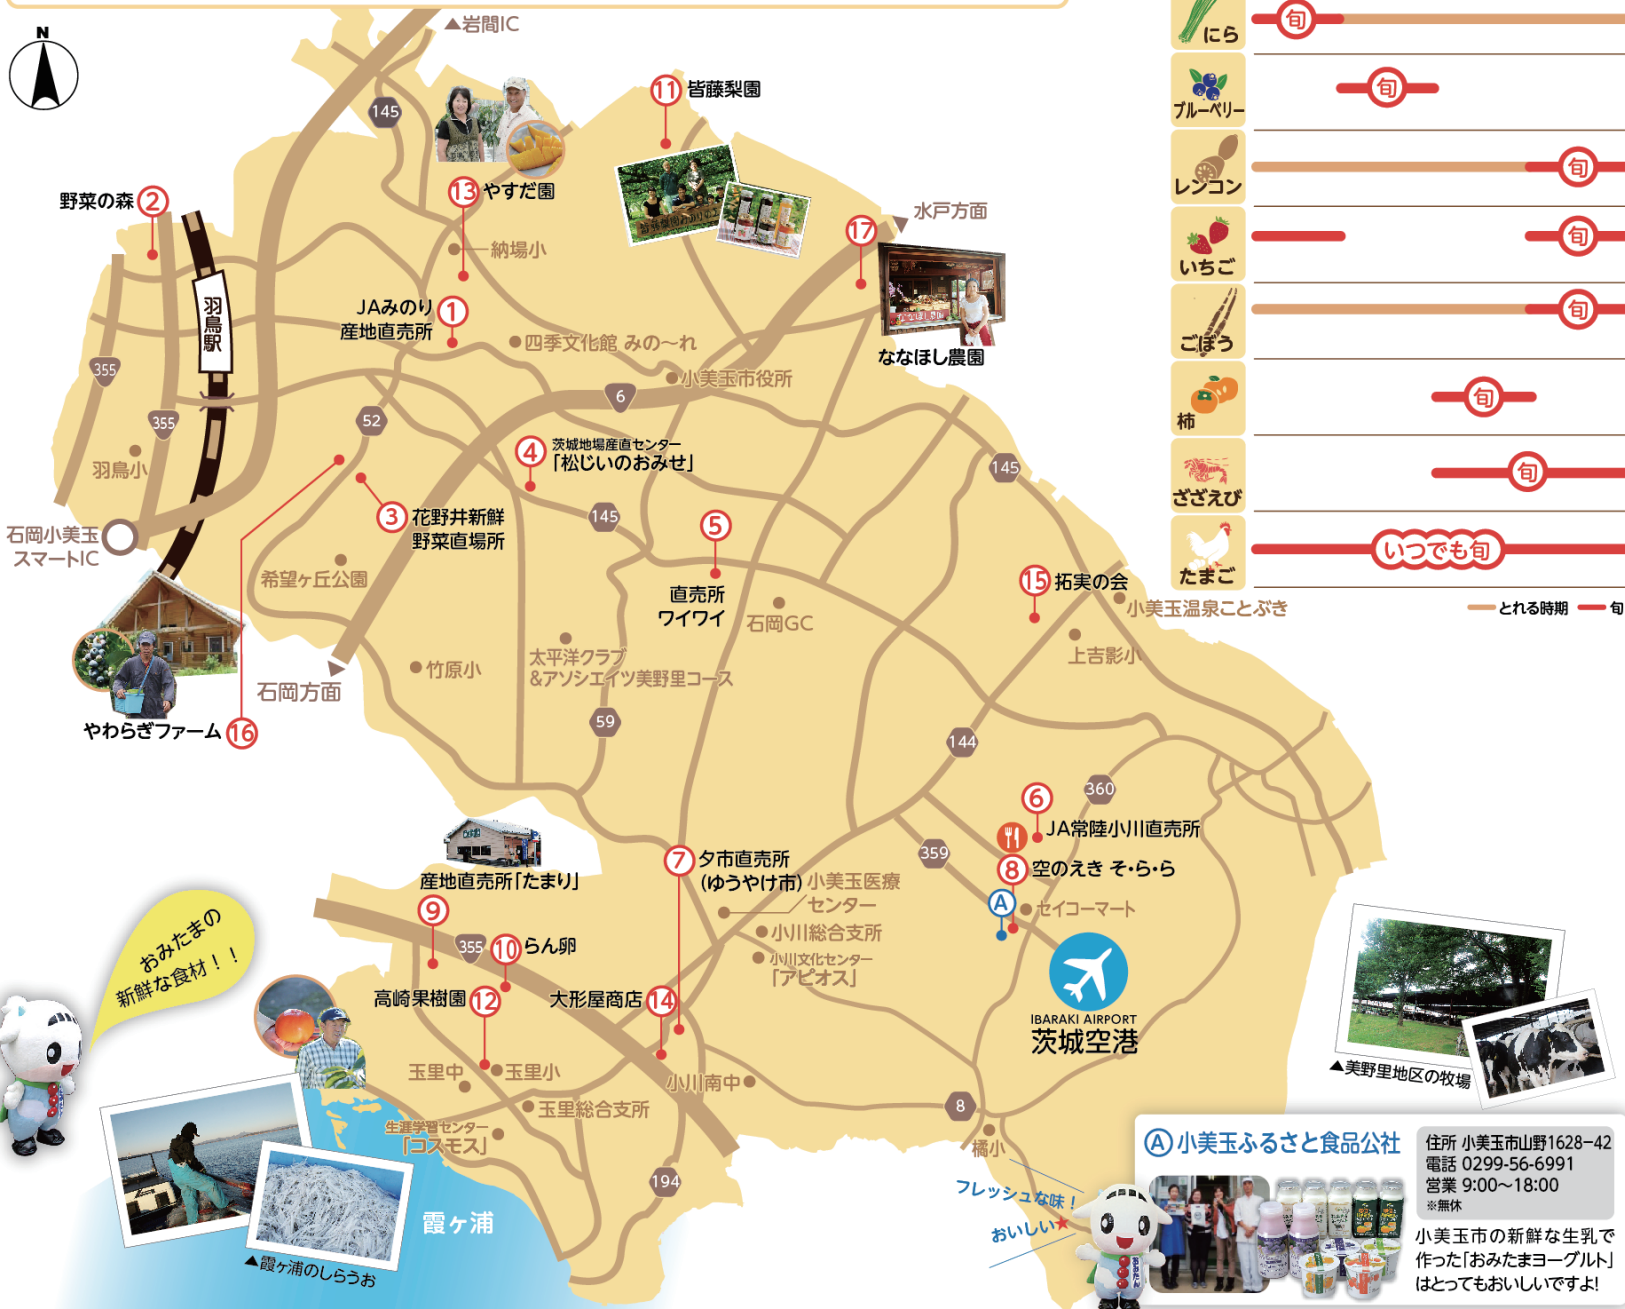 N
▲岩間IC
145
⑪ 皆藤梨園
野菜の森 ②
⑬ やすだ園
納場小
水戸方面
⑰
ななほし農園
羽鳥駅
JAみのり
産地直売所
①
四季文化館 みの〜れ
小美玉市役所
355
355
52
6
羽鳥小
④ 茨城地場産直センター
「松じいのおみせ」
145
石岡小美玉
スマートIC
③ 花野井新鮮
野菜直場所
145
⑤
直売所
ワイワイ
希望ヶ丘公園
石岡GC
⑮ 拓実の会
小美玉温泉ことぶき
上吉影小
竹原小
太平洋クラブ
&アソシエイツ美野里コース
石岡方面
やわらぎファーム ⑯
59
144
360
⑥
JA常陸小川直売所
359
⑧ 空のえき そ・ら・ら
Ⓐ
セイコーマート
IBARAKI AIRPORT
茨城空港
産地直売所「たまり」
⑨
⑦ 夕市直売所
(ゆうやけ市)
小美玉医療
センター
小川総合支所
小川文化センター
「アピオス」
355
⑩ らん卵
高崎果樹園 ⑫
大形屋商店 ⑭
玉里中
玉里小
小川南中
玉里総合支所
生涯学習センター
「コスモス」
8
橘小
194
霞ヶ浦
おみたまの
新鮮な食材!!
▲霞ヶ浦のしらうお
▲美野里地区の牧場
フレッシュな味!
おいしい★
Ⓐ 小美玉ふるさと食品公社
住所 小美玉市山野1628−42
電話 0299-56-6991
営業 9:00〜18:00
※無休
小美玉市の新鮮な生乳で
作った「おみたまヨーグルト」
はとってもおいしいですよ!
にら
旬
ブルーベリー
旬
レンコン
旬
いちご
旬
ごぼう
旬
柿
旬
ざざえび
旬
たまご
いつでも旬
とれる時期 旬